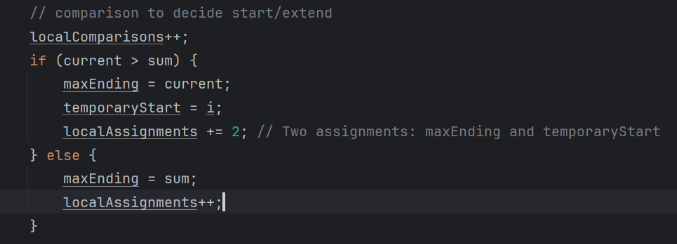 // comparison to decide start/extend
localComparisons++;
if (current > sum) {
maxEnding = current;
temporaryStart = i;
localAssignments += 2; // Two assignments: maxEnding and temporaryStart
} else {
maxEnding = sum;
localAssignments++;
}